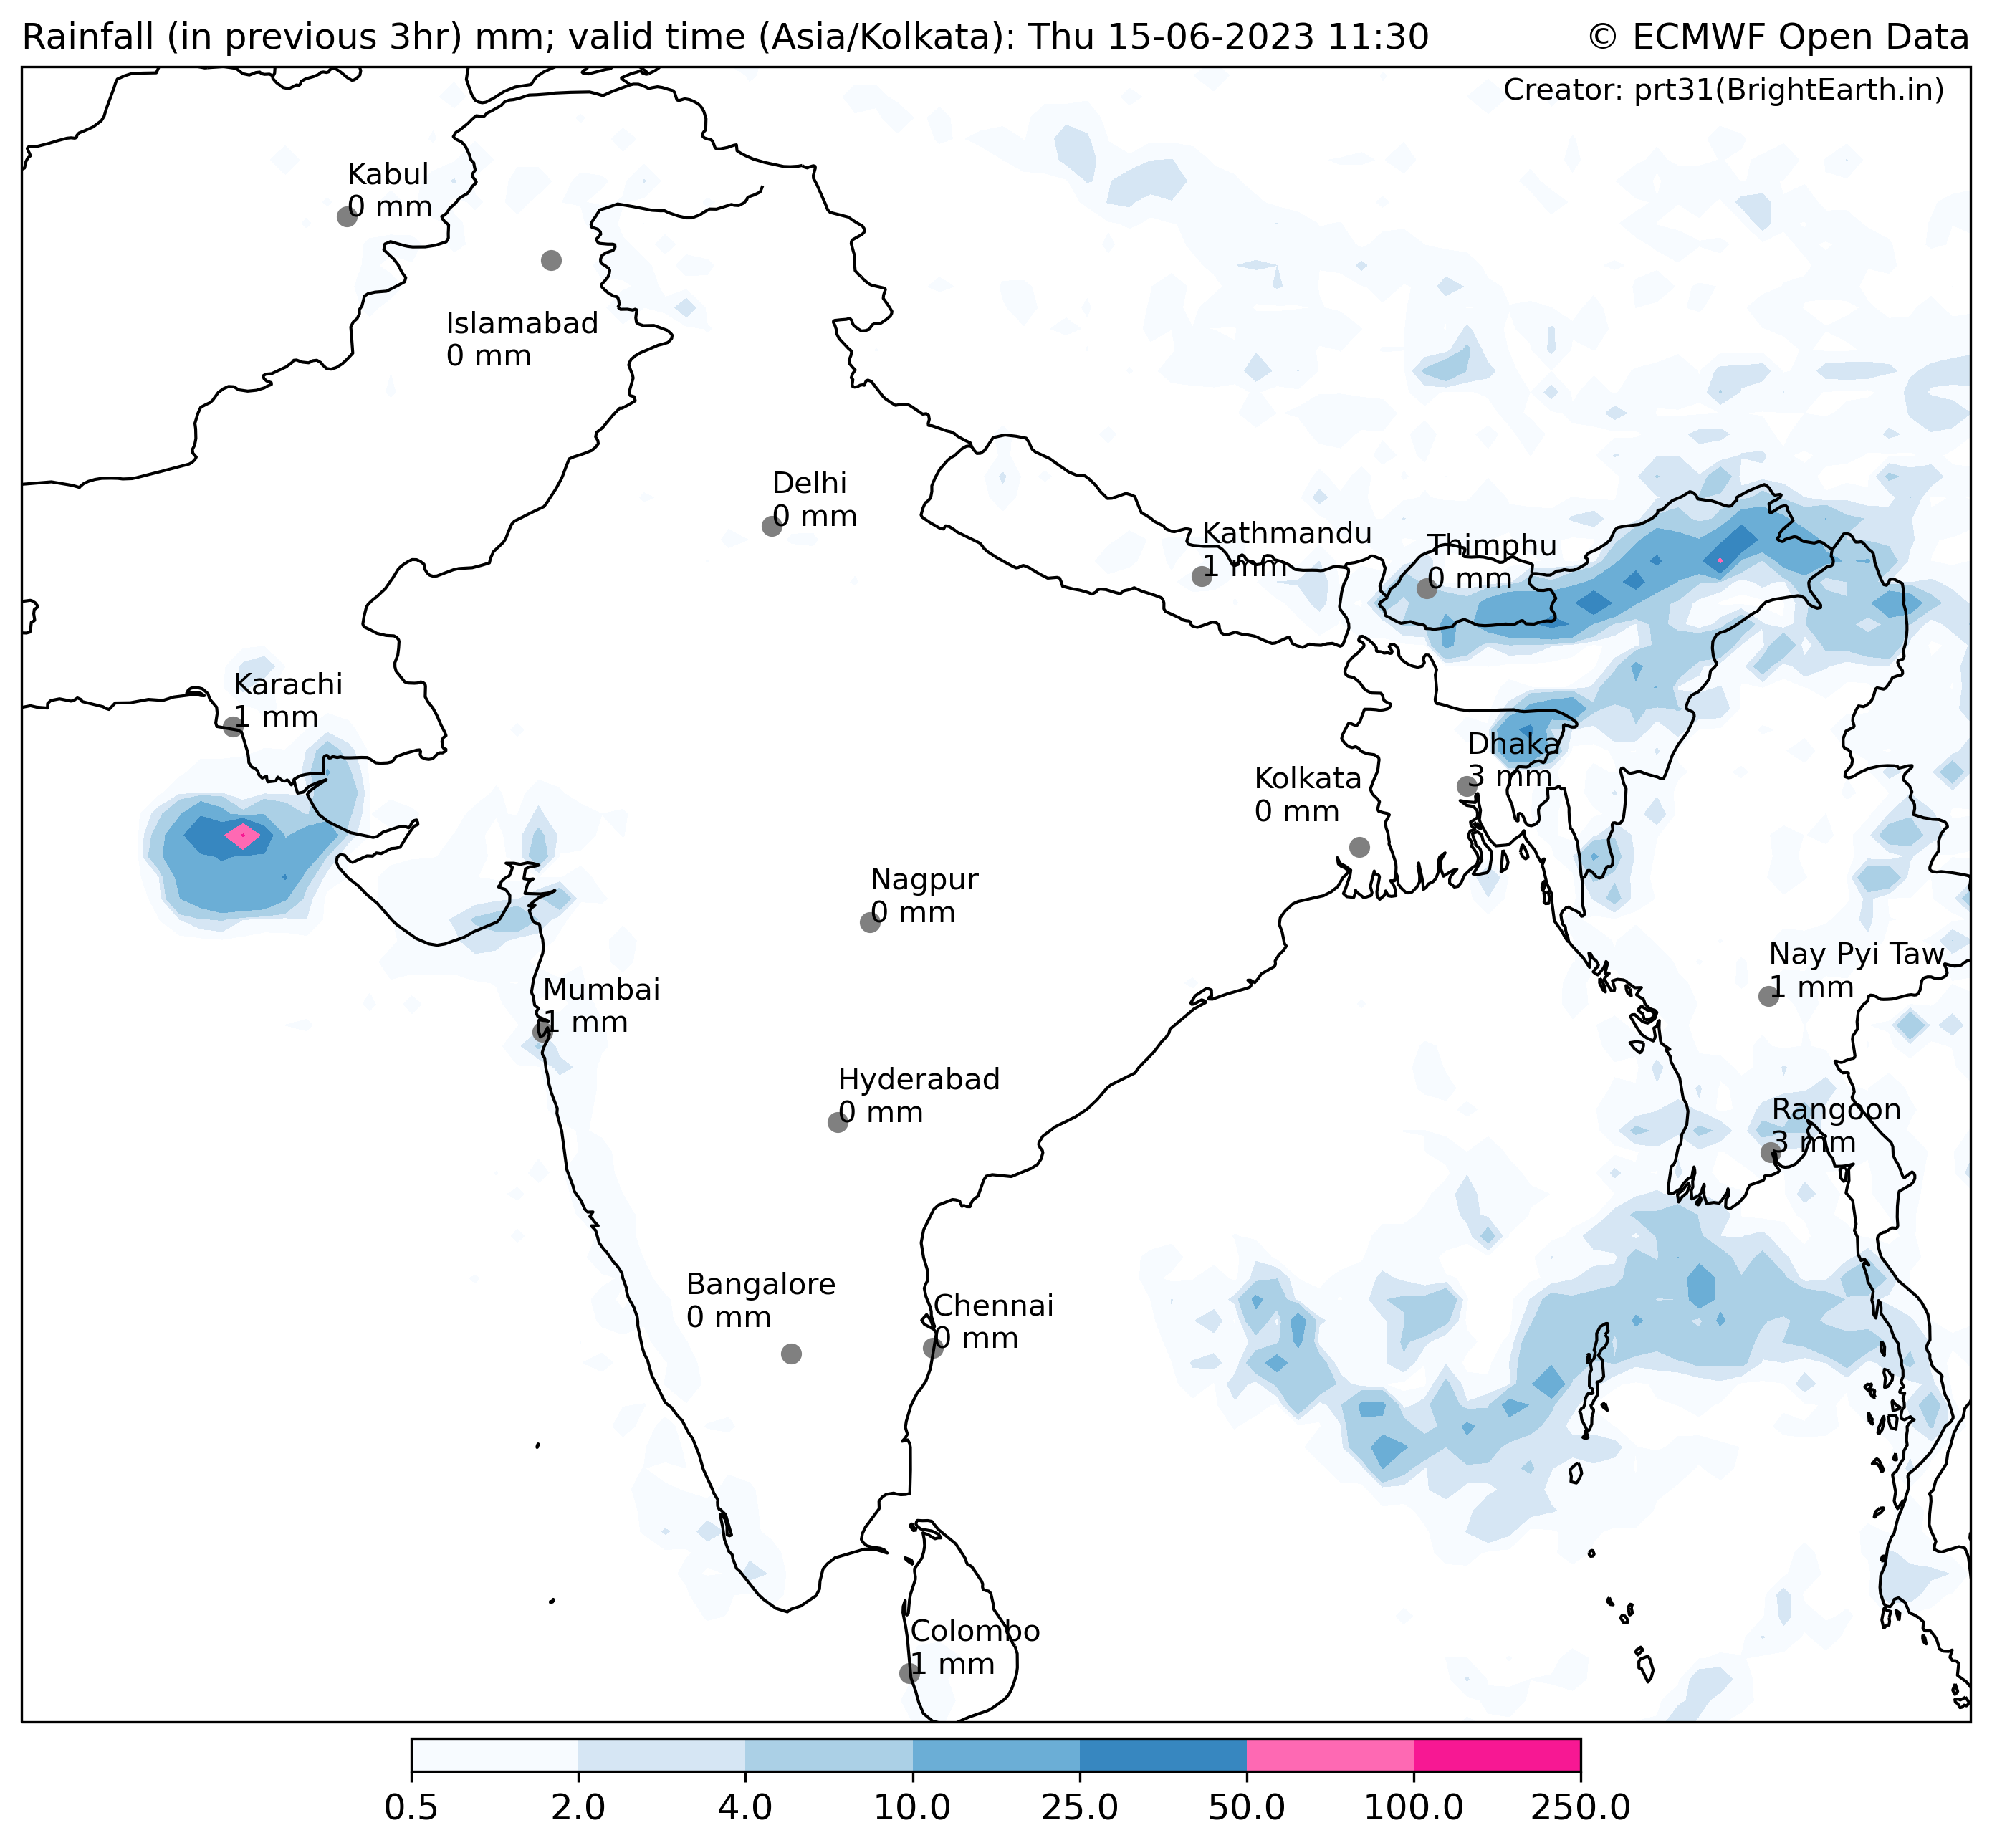 Rainfall (in previous 3hr) mm; valid time (Asia/Kolkata): Thu 15-06-2023 11:30
© ECMWF Open Data
Creator: prt31(BrightEarth.in)
Kabul
0 mm
Islamabad
0 mm
Delhi
0 mm
Kathmandu
1 mm
Thimphu
0 mm
Karachi
1 mm
Dhaka
3 mm
Kolkata
0 mm
Nagpur
0 mm
Nay Pyi Taw
1 mm
Mumbai
1 mm
Hyderabad
0 mm
Rangoon
3 mm
Bangalore
0 mm
Chennai
0 mm
Colombo
1 mm
0.5 2.0 4.0 10.0 25.0 50.0 100.0 250.0